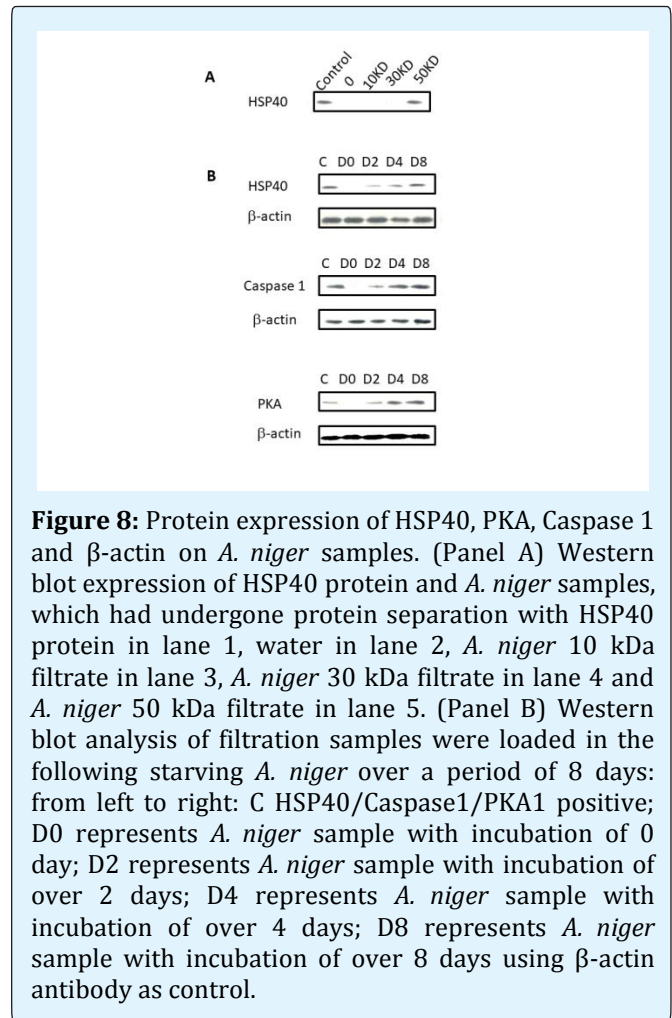 Control 0 10KD 30KD 50KD
A
HSP40
C D0 D2 D4 D8
B
HSP40
β-actin
C D0 D2 D4 D8
Caspase 1
β-actin
C D0 D2 D4 D8
PKA
β-actin
Figure 8: Protein expression of HSP40, PKA, Caspase 1
and β-actin on A. niger samples. (Panel A) Western
blot expression of HSP40 protein and A. niger samples,
which had undergone protein separation with HSP40
protein in lane 1, water in lane 2, A. niger 10 kDa
filtrate in lane 3, A. niger 30 kDa filtrate in lane 4 and
A. niger 50 kDa filtrate in lane 5. (Panel B) Western
blot analysis of filtration samples were loaded in the
following starving A. niger over a period of 8 days:
from left to right: C HSP40/Caspase1/PKA1 positive;
D0 represents A. niger sample with incubation of 0
day; D2 represents A. niger sample with incubation of
over 2 days; D4 represents A. niger sample with
incubation of over 4 days; D8 represents A. niger
sample with incubation of over 8 days using β-actin
antibody as control.